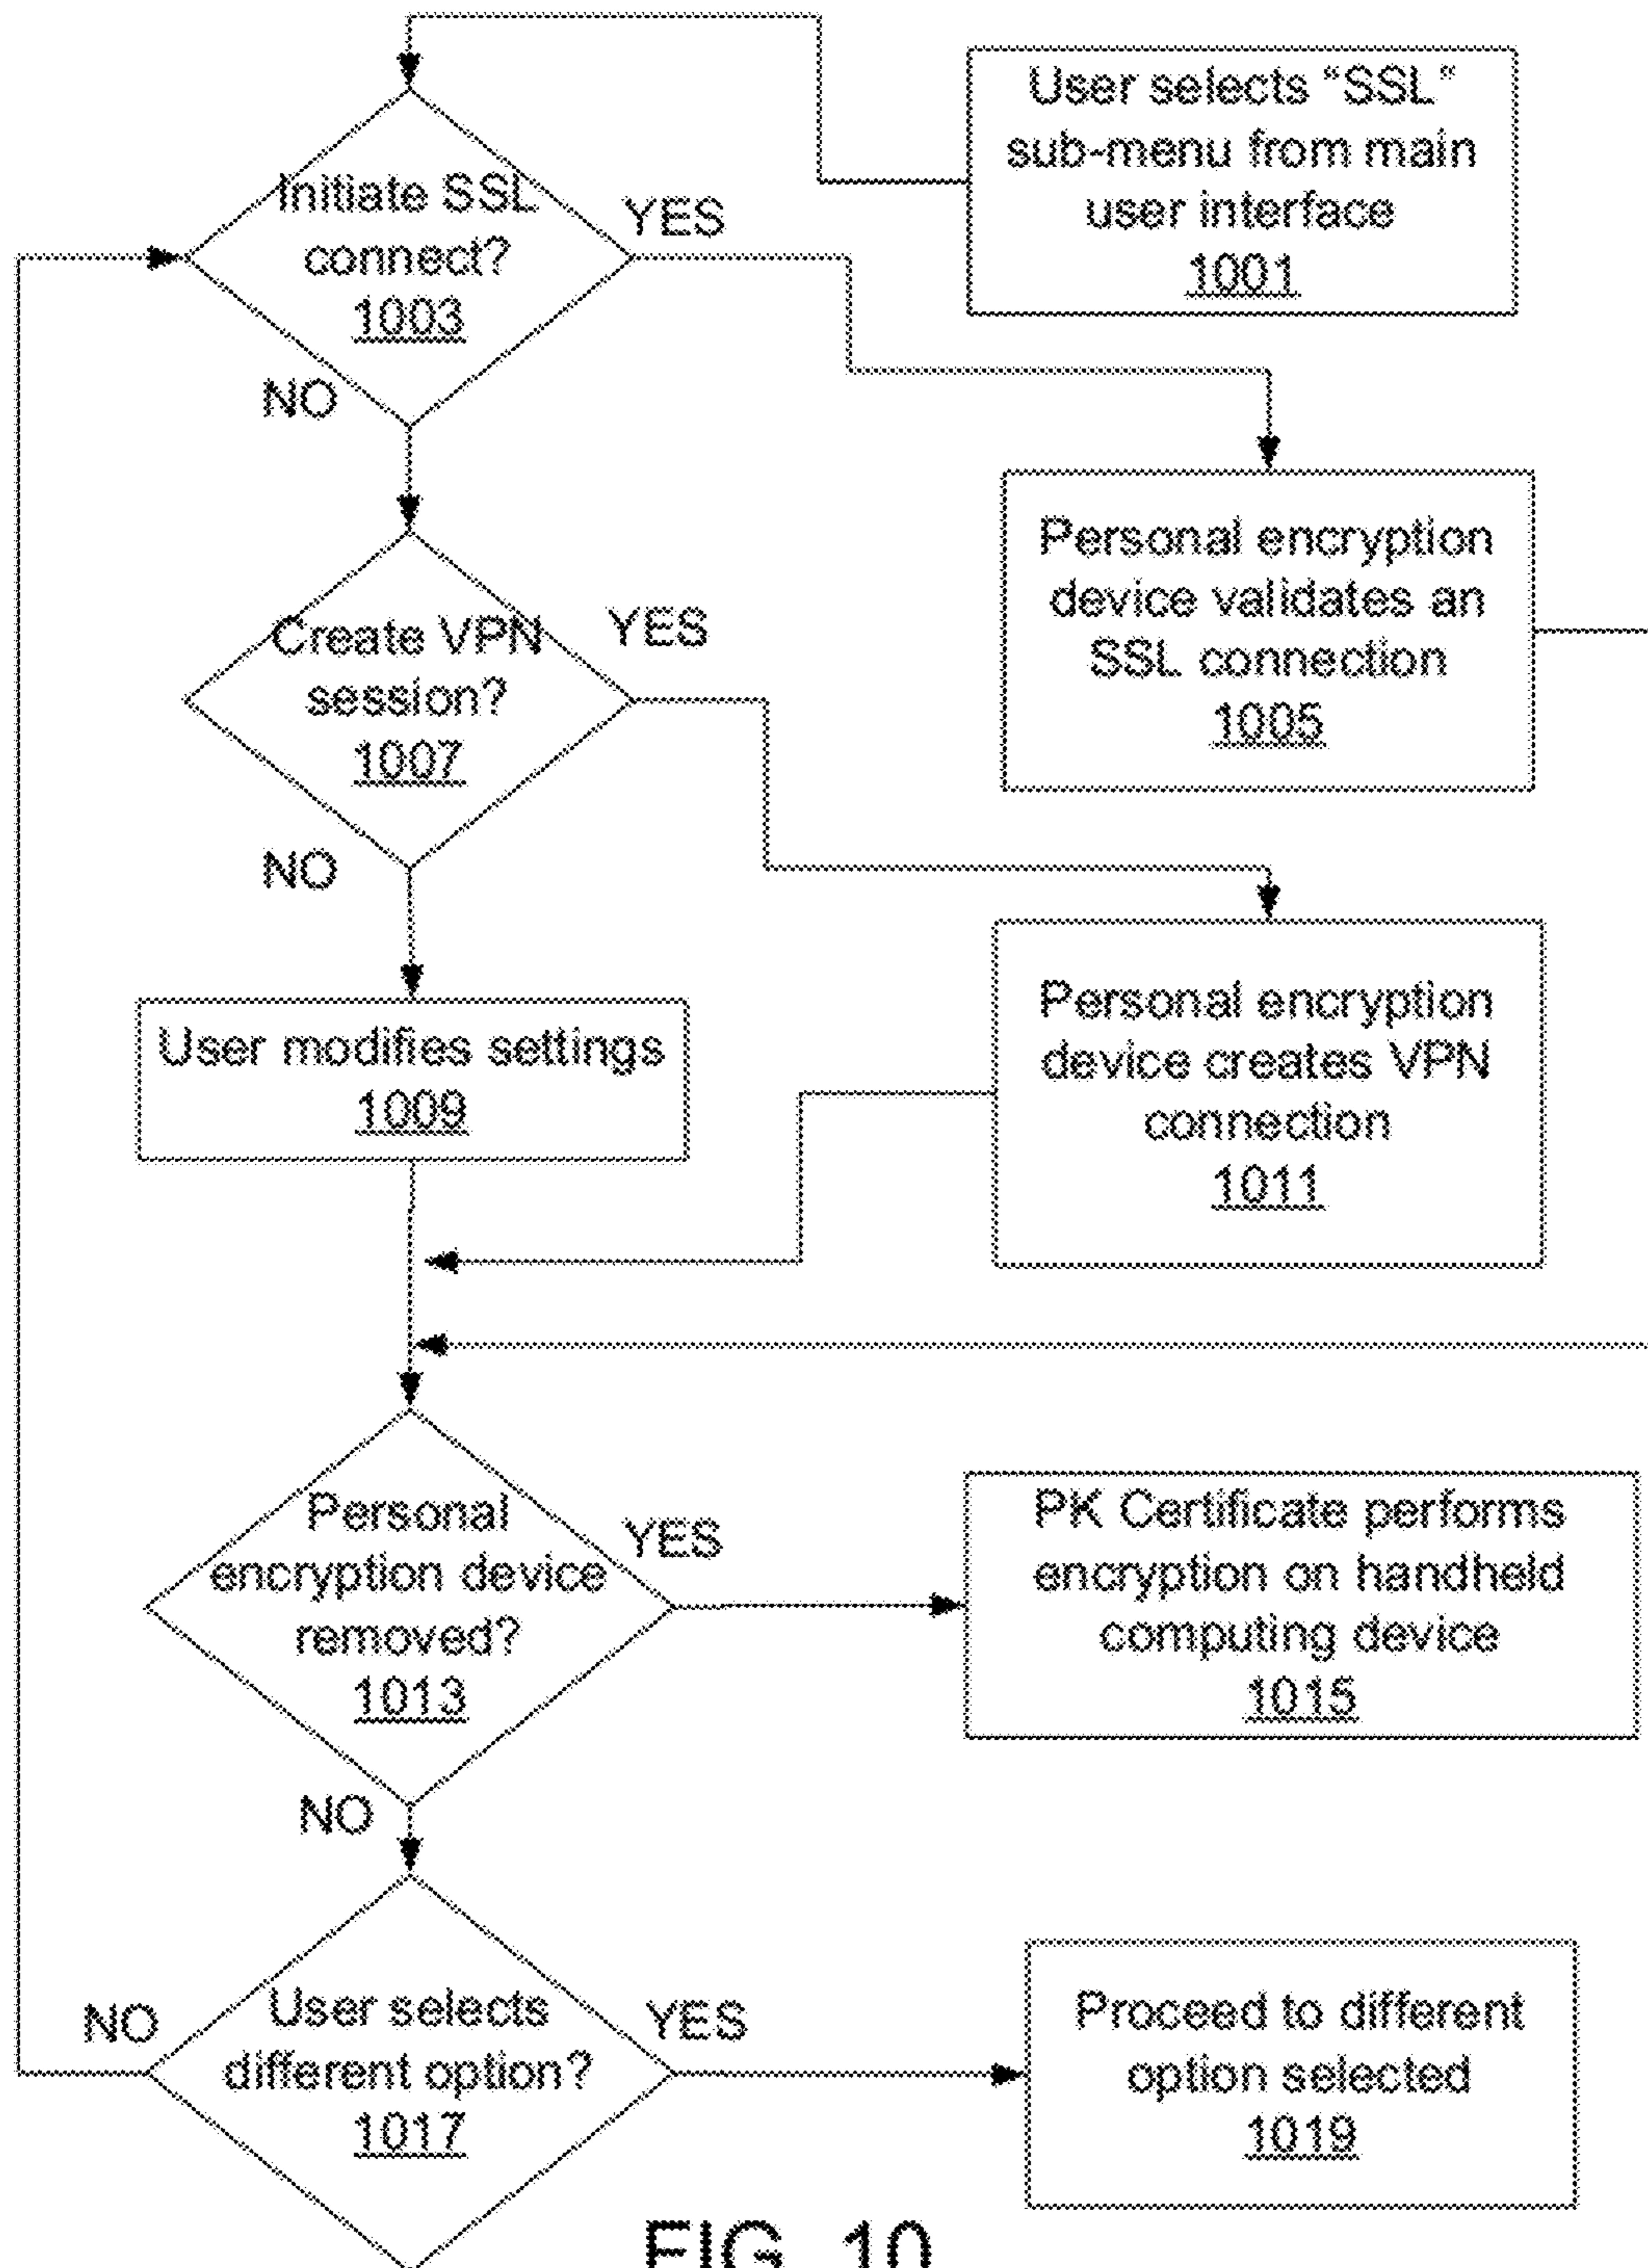 User selects “SSL”
sub-menu from main
user interface
1001
Initiate SSL
connect?
1003
YES
NO
Personal encryption
device validates an
SSL connection
1005
Create VPN
session?
1007
YES
NO
User modifies settings
1009
Personal encryption
device creates VPN
connection
1011
Personal
encryption device
removed?
1013
YES
NO
PK Certificate performs
encryption on handheld
computing device
1015
User selects
different option?
1017
NO
YES
Proceed to different
option selected
1019
FIG. 10